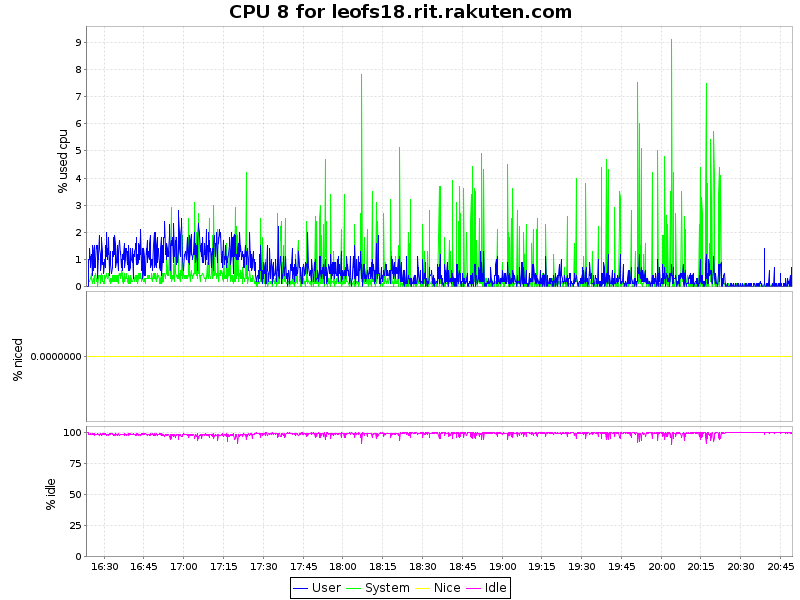 CPU 8 for leofs18.rit.rakuten.com
% used cpu
9
8
7
6
5
4
3
2
1
0
% niced
0.0000000
% idle
100
75
50
25
0
16:30 16:45 17:00 17:15 17:30 17:45 18:00 18:15 18:30 18:45 19:00 19:15 19:30 19:45 20:00 20:15 20:30 20:45
User System Nice Idle